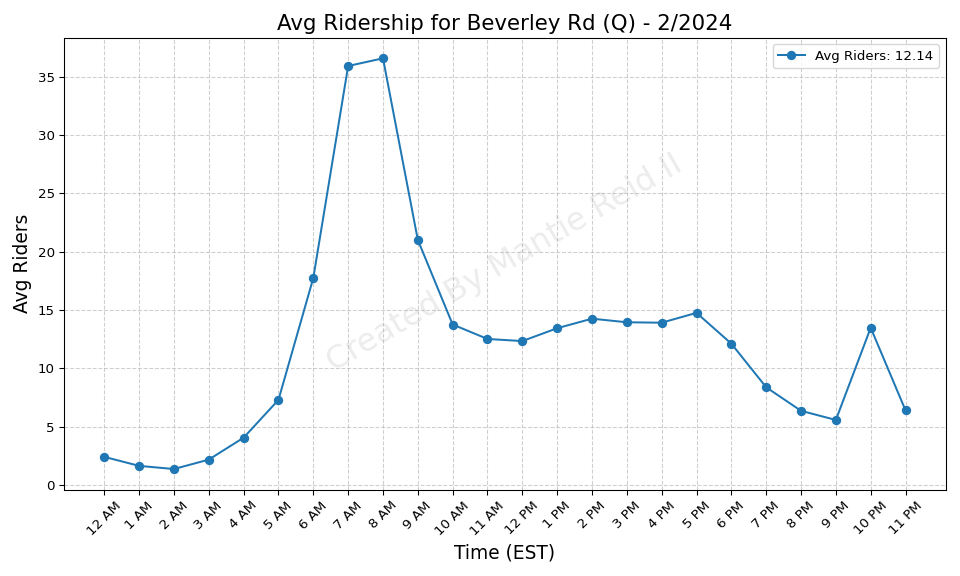 Avg Ridership for Beverley Rd (Q) - 2/2024
Avg Riders: 12.14
35
30
25
20
15
10
5
0
Avg Riders
Created By Mantie Reid II
12 AM
1 AM
2 AM
3 AM
4 AM
5 AM
6 AM
7 AM
8 AM
9 AM
10 AM
11 AM
12 PM
1 PM
2 PM
3 PM
4 PM
5 PM
6 PM
7 PM
8 PM
9 PM
10 PM
11 PM
Time (EST)